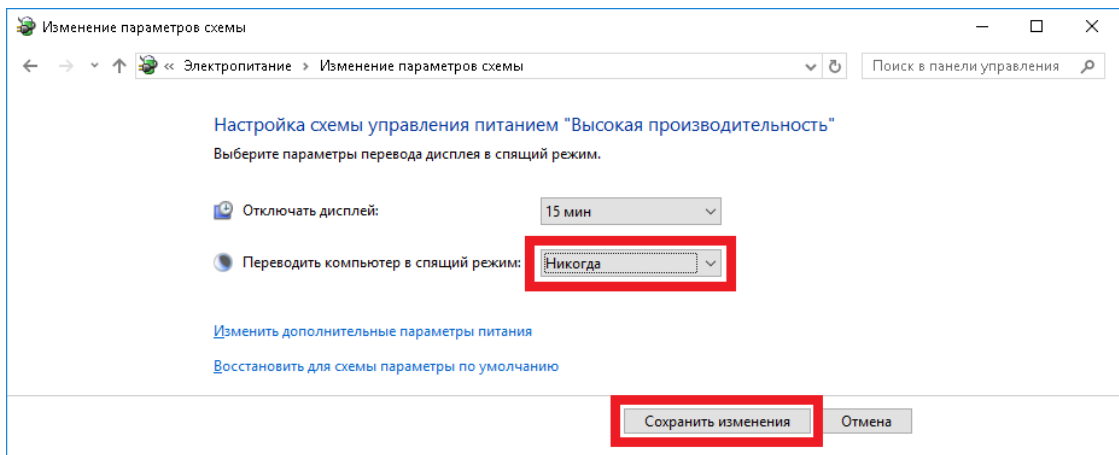 Изменение параметров схемы
« Электропитание › Изменение параметров схемы
Поиск в панели управления
Настройка схемы управления питанием "Высокая производительность"
Выберите параметры перевода дисплея в спящий режим.
Отключать дисплей: 15 мин
Переводить компьютер в спящий режим: Никогда
Изменить дополнительные параметры питания
Восстановить для схемы параметры по умолчанию
Сохранить изменения Отмена